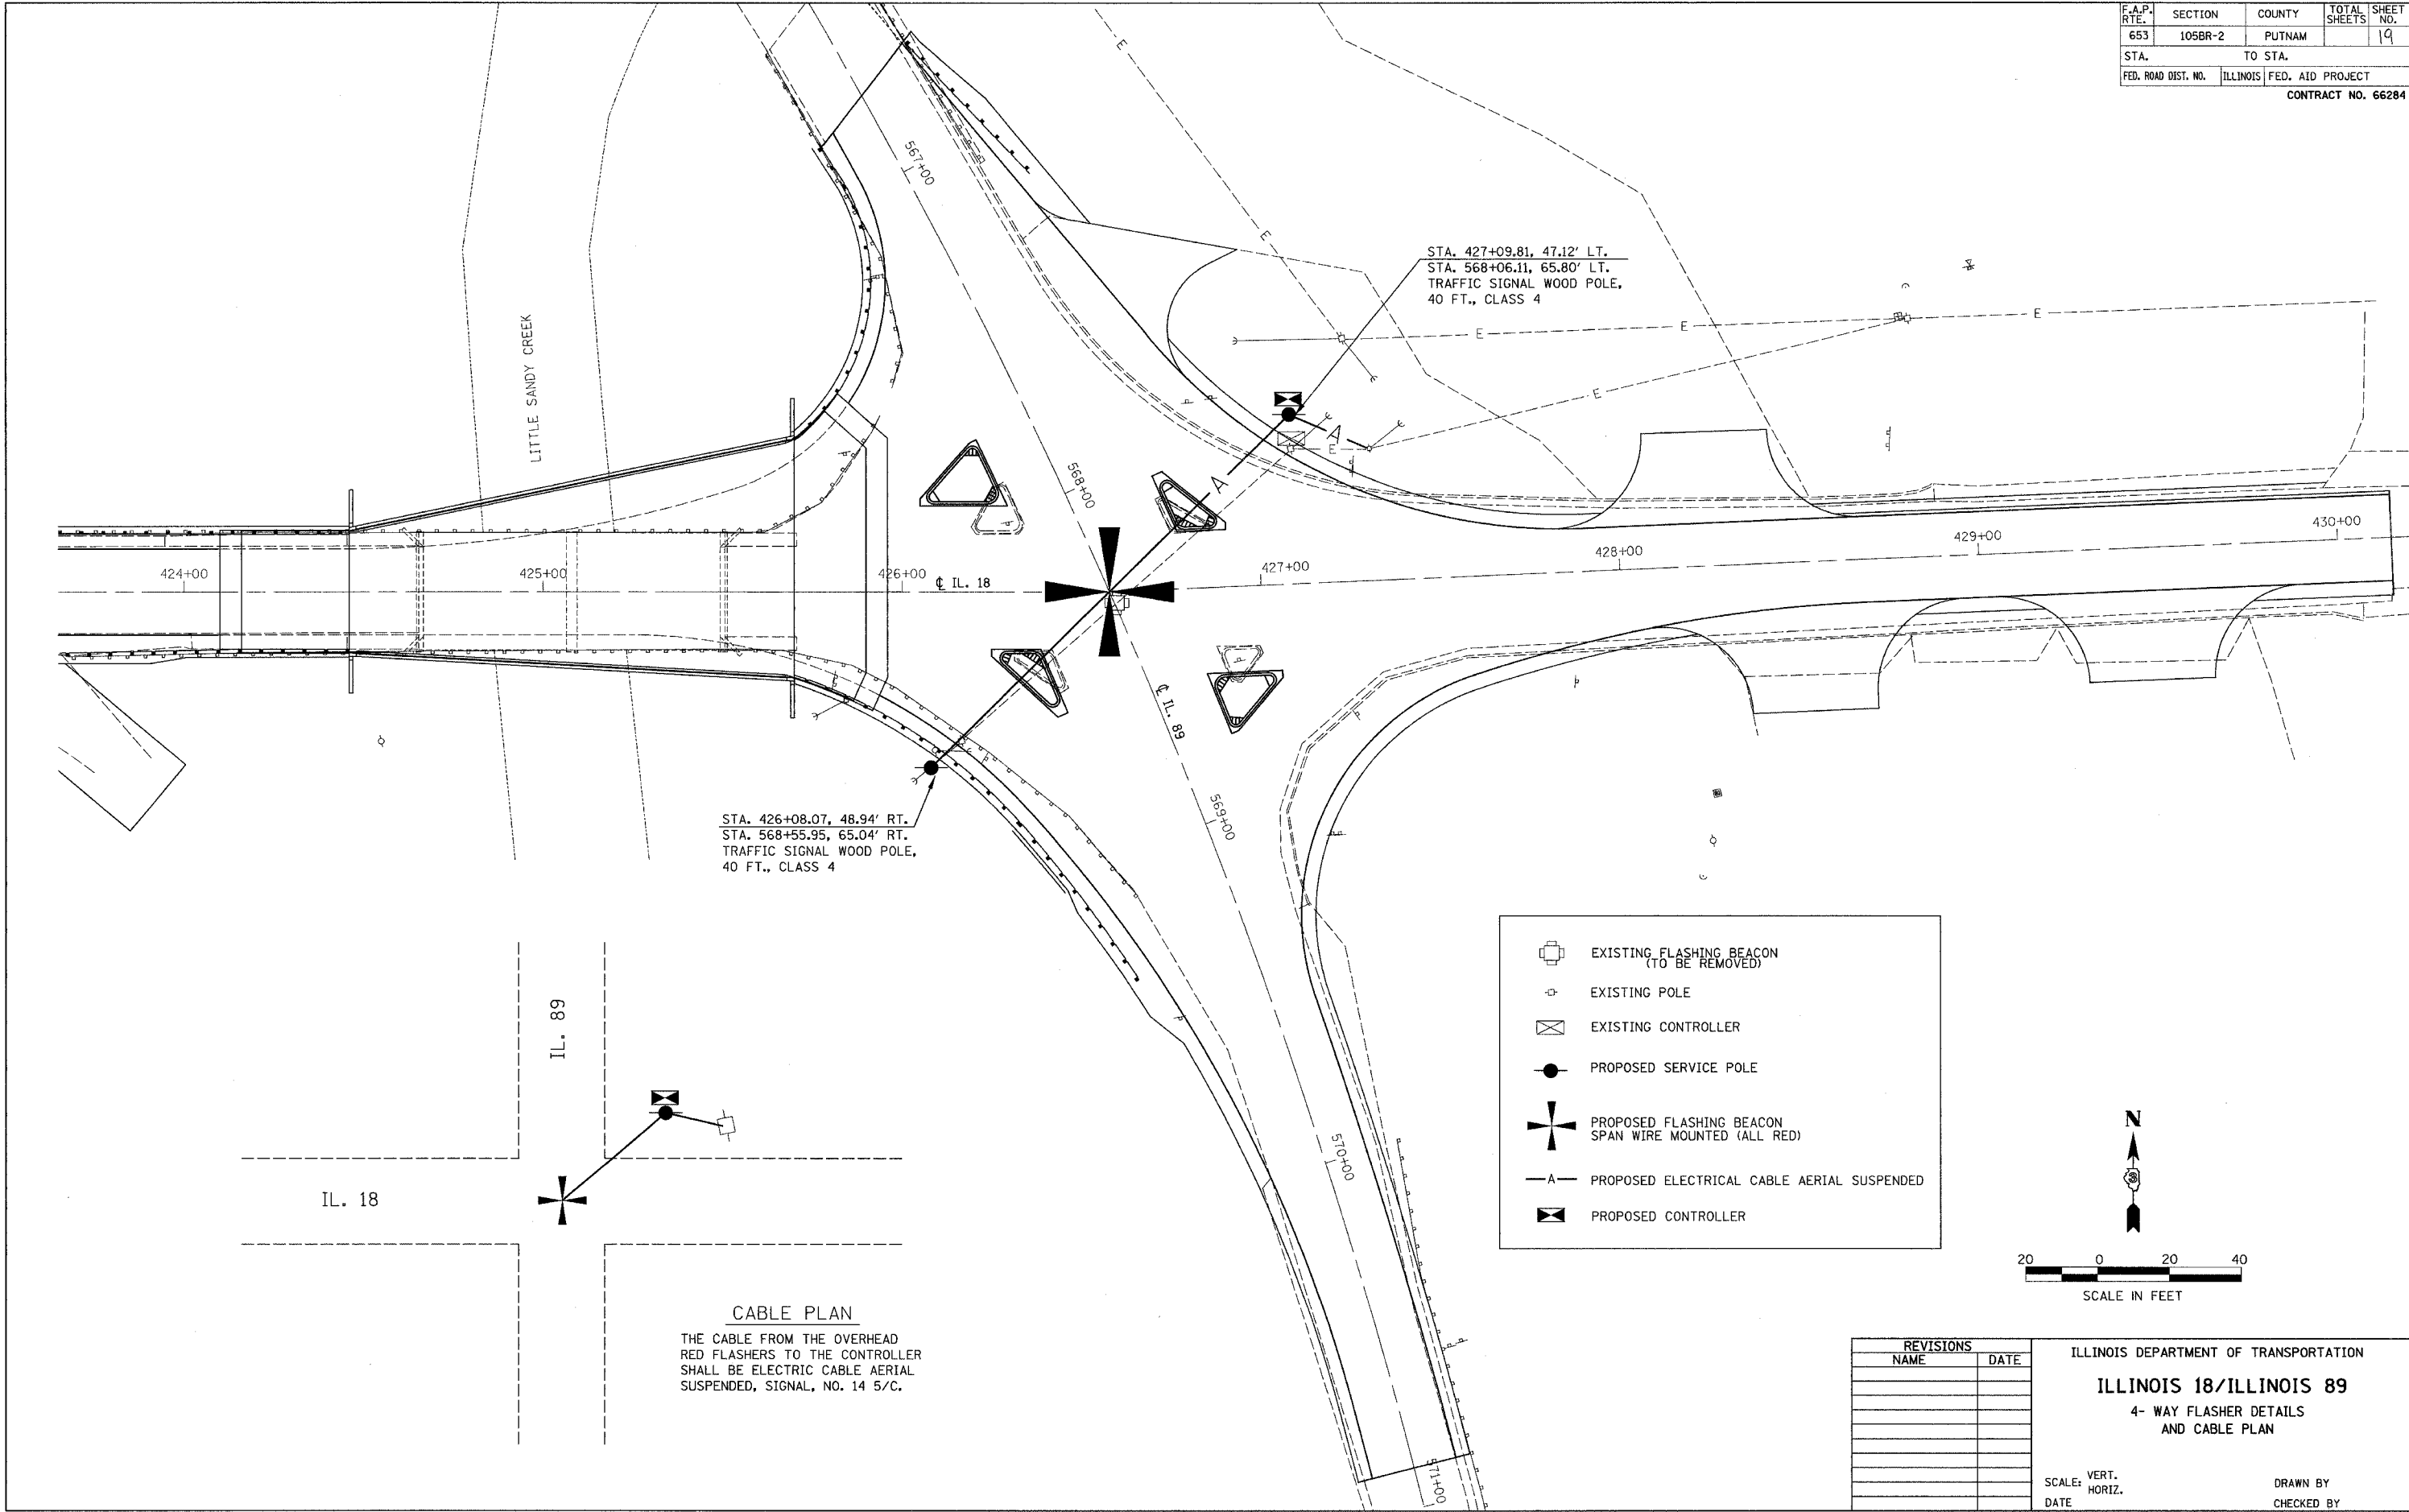 F.A.P. RTE. SECTION COUNTY TOTAL SHEETS SHEET NO.
653 105BR-2 PUTNAM 19
STA. TO STA.
FED. ROAD DIST. NO. ILLINOIS FED. AID PROJECT
CONTRACT NO. 66284
E
E
567+00
STA. 427+09.81, 47.12' LT.
STA. 568+06.11, 65.80' LT.
TRAFFIC SIGNAL WOOD POLE,
40 FT., CLASS 4
E
E
E
E
LITTLE SANDY CREEK
A
E
A
568+00
424+00
425+00
426+00
℄ IL. 18
427+00
428+00
429+00
430+00
℄ IL. 89
569+00
STA. 426+08.07, 48.94' RT.
STA. 568+55.95, 65.04' RT.
TRAFFIC SIGNAL WOOD POLE,
40 FT., CLASS 4
570+00
571+00
EXISTING FLASHING BEACON
(TO BE REMOVED)
EXISTING POLE
EXISTING CONTROLLER
PROPOSED SERVICE POLE
PROPOSED FLASHING BEACON
SPAN WIRE MOUNTED (ALL RED)
A PROPOSED ELECTRICAL CABLE AERIAL SUSPENDED
PROPOSED CONTROLLER
IL. 89
IL. 18
CABLE PLAN
THE CABLE FROM THE OVERHEAD
RED FLASHERS TO THE CONTROLLER
SHALL BE ELECTRIC CABLE AERIAL
SUSPENDED, SIGNAL, NO. 14 5/C.
N
20 0 20 40
SCALE IN FEET
REVISIONS
NAME DATE
ILLINOIS DEPARTMENT OF TRANSPORTATION
ILLINOIS 18/ILLINOIS 89
4- WAY FLASHER DETAILS
AND CABLE PLAN
SCALE: VERT.
HORIZ.
DRAWN BY
DATE
CHECKED BY